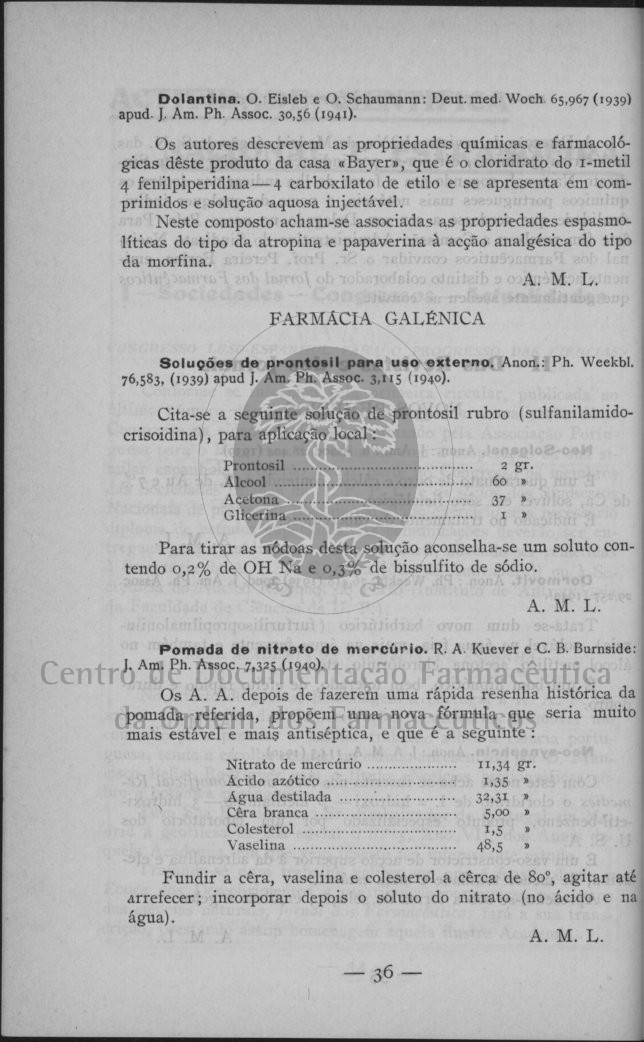 Dolantina. O. Eisleb e O. Schaumann: Deut. med. Woch. 65,967 (1939)
apud. J. Am. Ph. Assoc. 30,56 (1941).
Os autores descrevem as propriedades químicas e farmacoló-
gicas dêste produto da casa «Bayer», que é o cloridrato do 1-metil
4 fenilpiperidina — 4 carboxilato de etilo e se apresenta em com-
primidos e solução aquosa injectável.
Neste composto acham-se associadas as propriedades espasmo-
líticas do tipo da atropina e papaverina à acção analgésica do tipo
da morfina.
A. M. L.
FARMÁCIA GALÉNICA
Soluções de prontosil para uso externo. Anon.: Ph. Weekbl.
76,583, (1939) apud J. Am. Ph. Assoc. 3,115 (1940).
Cita-se a seguinte solução de prontosil rubro (sulfanilamido-
crisoidina), para aplicação local:
Prontosil ........ 2 gr.
Álcool ........ 60 »
Acetona ........ 37 »
Glicerina ........ 1 »
Para tirar as nódoas desta solução aconselha-se um soluto con-
tendo 0,2% de OH Na e 0,3% de bissulfito de sódio.
A. M. L.
Pomada de nitrato de mercúrio. R. A. Kuever e C. B. Burnside:
J. Am. Ph. Assoc. 7,325 (1940).
Centro de Documentação Farmacêutica
da Ordem dos Farmacêuticos
Os A. A. depois de fazerem uma rápida resenha histórica da
pomada referida, propõem uma nova fórmula que seria muito
mais estável e mais antiséptica, e que é a seguinte:
Nitrato de mercúrio ........ 11,34 gr.
Ácido azótico ........ 1,35 »
Água destilada ........ 32,31 »
Cêra branca ........ 5,00 »
Colesterol ........ 1,5 »
Vaselina ........ 48,5 »
Fundir a cêra, vaselina e colesterol a cêrca de 80°, agitar até
arrefecer; incorporar depois o soluto do nitrato (no ácido e na
água).
A. M. L.
— 36 —